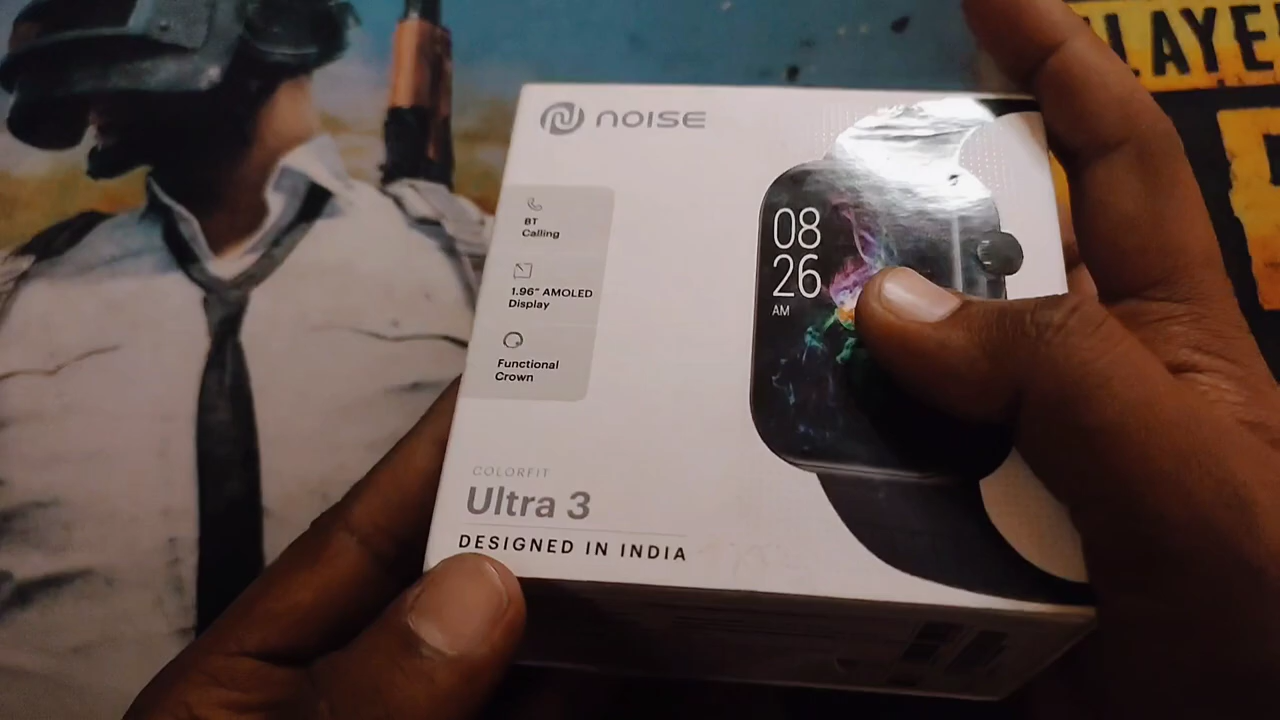 NOISE
BT
Calling
1.96" AMOLED
Display
Functional
Crown
08
26
AM
COLORFIT
Ultra 3
DESIGNED IN INDIA
LAYE